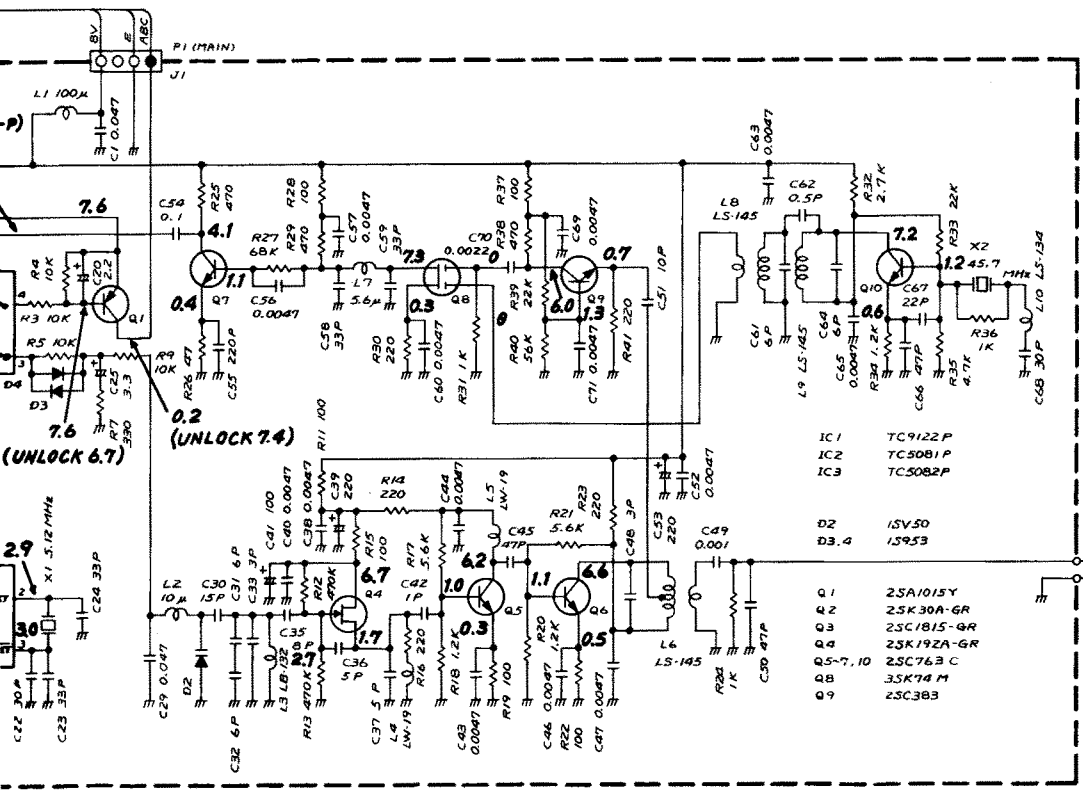 8V
E
ABC
P1 (MAIN)
J1
L1 100μ
C1 0.047
-P)
7.6
C54
0.1
R25
470
4.1
R28
100
R29
470
C57
0.0047
C59
33P
R27
68K
C56
0.0047
L7
5.6μ
C58
33P
7.3
C70
0.0022
0
R37
100
R38
470
C69
0.0047
0.7
C51 10P
C63
0.0047
L8
LS-145
C62
0.5P
R32
2.7K
7.2
R33 22K
X2
45.7
MHz
L10 LS-134
R4
10K
C20
2.2
4
R3 10K
Q1
R5 10K
3
D4
D3
C25
3.3
R7
330
R9
10K
0.4
Q7
1.1
R26 47
C55 220P
R30
220
0.3
Q8
C60 0.0047
R31 1K
0
R39
22K
6.0
Q9
1.3
R40
56K
C71 0.0047
R41 220
C61
6P
L9 LS-145
C64
6P
C65
0.0047
Q10
0.6
C67
22P
1.2
R34 1.2K
C66 47P
R35
4.7K
R36
1K
C68 30P
7.6
(UNLOCK 6.7)
0.2
(UNLOCK 7.4)
IC1 TC9122P
IC2 TC5081P
IC3 TC5082P
D2 1SV50
D3.4 1S953
Q1 2SA1015Y
Q2 2SK30A-GR
Q3 2SC1815-GR
Q4 2SK192A-GR
Q5~7,10 2SC763 C
Q8 3SK74 M
Q9 2SC383
R11 100
C41 100
C40 0.0047
C38 0.0047
C39
220
R14
220
R15
100
R17
5.6K
C44
0.0047
L5
LW-19
C45
47P
R21
5.6K
R23
220
C48 3P
C53
220
C52
0.0047
C49
0.001
2.9
X1 5.12MHz
2
3.0
3
C24 33P
C22 30P
C23 33P
L2
10μ
C30
15P
C31 6P
C33 3P
R12
470K
6.7
Q4
1.7
C35
8P
2.7
C36
5P
C29 0.047
D2
C32 6P
L3 LB-132
R13 470K
C37 5P
L4
LW-19
R16 220
C42
1P
R18 1.2K
1.0
6.2
Q5
0.3
R19 100
C43
0.0047
1.1
R20
1.2K
6.6
Q6
0.5
C46 0.0047
R22
100
C47 0.0047
L6
LS-145
R24
1K
C50 47P